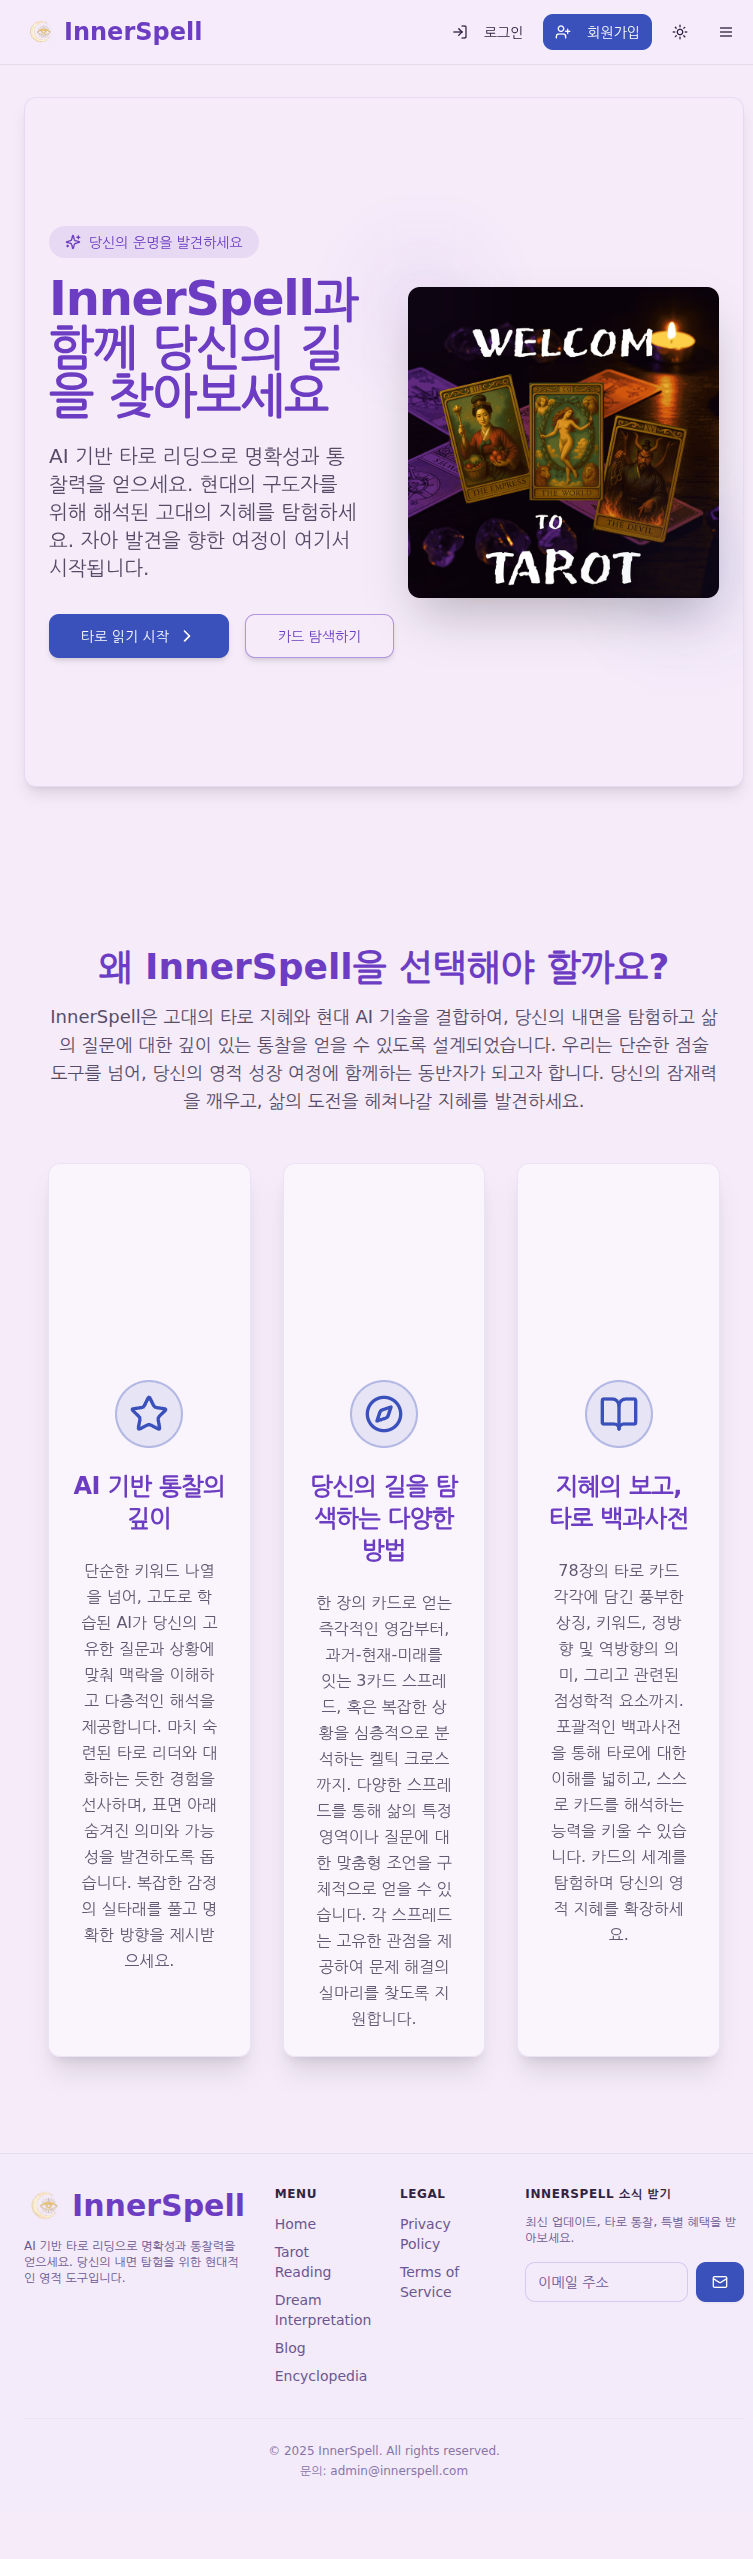 InnerSpell
로그인
회원가입
당신의 운명을 발견하세요
InnerSpell과
함께 당신의 길
을 찾아보세요
AI 기반 타로 리딩으로 명확성과 통
찰력을 얻으세요. 현대의 구도자를
위해 해석된 고대의 지혜를 탐험하세
요. 자아 발견을 향한 여정이 여기서
시작됩니다.
타로 읽기 시작
카드 탐색하기
WELCOM
THE EMPRESS
THE WORLD
THE DEVIL
TO
TAROT
왜 InnerSpell을 선택해야 할까요?
InnerSpell은 고대의 타로 지혜와 현대 AI 기술을 결합하여, 당신의 내면을 탐험하고 삶
의 질문에 대한 깊이 있는 통찰을 얻을 수 있도록 설계되었습니다. 우리는 단순한 점술
도구를 넘어, 당신의 영적 성장 여정에 함께하는 동반자가 되고자 합니다. 당신의 잠재력
을 깨우고, 삶의 도전을 헤쳐나갈 지혜를 발견하세요.
AI 기반 통찰의
깊이
단순한 키워드 나열
을 넘어, 고도로 학
습된 AI가 당신의 고
유한 질문과 상황에
맞춰 맥락을 이해하
고 다층적인 해석을
제공합니다. 마치 숙
련된 타로 리더와 대
화하는 듯한 경험을
선사하며, 표면 아래
숨겨진 의미와 가능
성을 발견하도록 돕
습니다. 복잡한 감정
의 실타래를 풀고 명
확한 방향을 제시받
으세요.
당신의 길을 탐
색하는 다양한
방법
한 장의 카드로 얻는
즉각적인 영감부터,
과거-현재-미래를
잇는 3카드 스프레
드, 혹은 복잡한 상
황을 심층적으로 분
석하는 켈틱 크로스
까지. 다양한 스프레
드를 통해 삶의 특정
영역이나 질문에 대
한 맞춤형 조언을 구
체적으로 얻을 수 있
습니다. 각 스프레드
는 고유한 관점을 제
공하여 문제 해결의
실마리를 찾도록 지
원합니다.
지혜의 보고,
타로 백과사전
78장의 타로 카드
각각에 담긴 풍부한
상징, 키워드, 정방
향 및 역방향의 의
미, 그리고 관련된
점성학적 요소까지.
포괄적인 백과사전
을 통해 타로에 대한
이해를 넓히고, 스스
로 카드를 해석하는
능력을 키울 수 있습
니다. 카드의 세계를
탐험하며 당신의 영
적 지혜를 확장하세
요.
InnerSpell
AI 기반 타로 리딩으로 명확성과 통찰력을
얻으세요. 당신의 내면 탐험을 위한 현대적
인 영적 도구입니다.
MENU
Home
Tarot
Reading
Dream
Interpretation
Blog
Encyclopedia
LEGAL
Privacy
Policy
Terms of
Service
INNERSPELL 소식 받기
최신 업데이트, 타로 통찰, 특별 혜택을 받
아보세요.
이메일 주소
© 2025 InnerSpell. All rights reserved.
문의: admin@innerspell.com